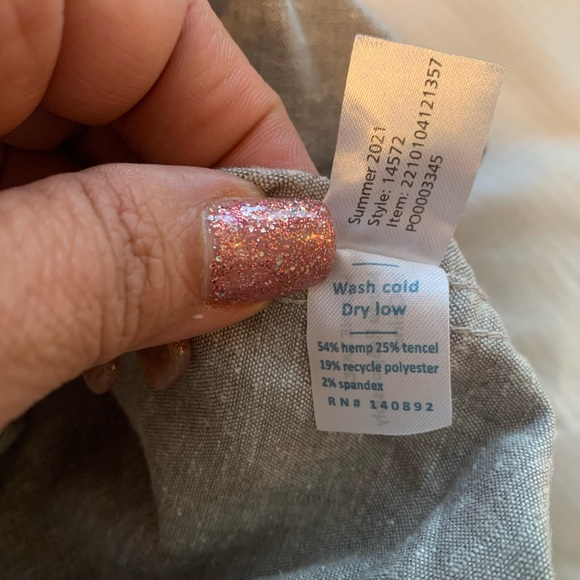 Summer 2021
Style: 14572
Item: 2210104121357
PO0003345
Wash cold
Dry low
54% hemp 25% tencel
19% recycle polyester
2% spandex
RN# 140892